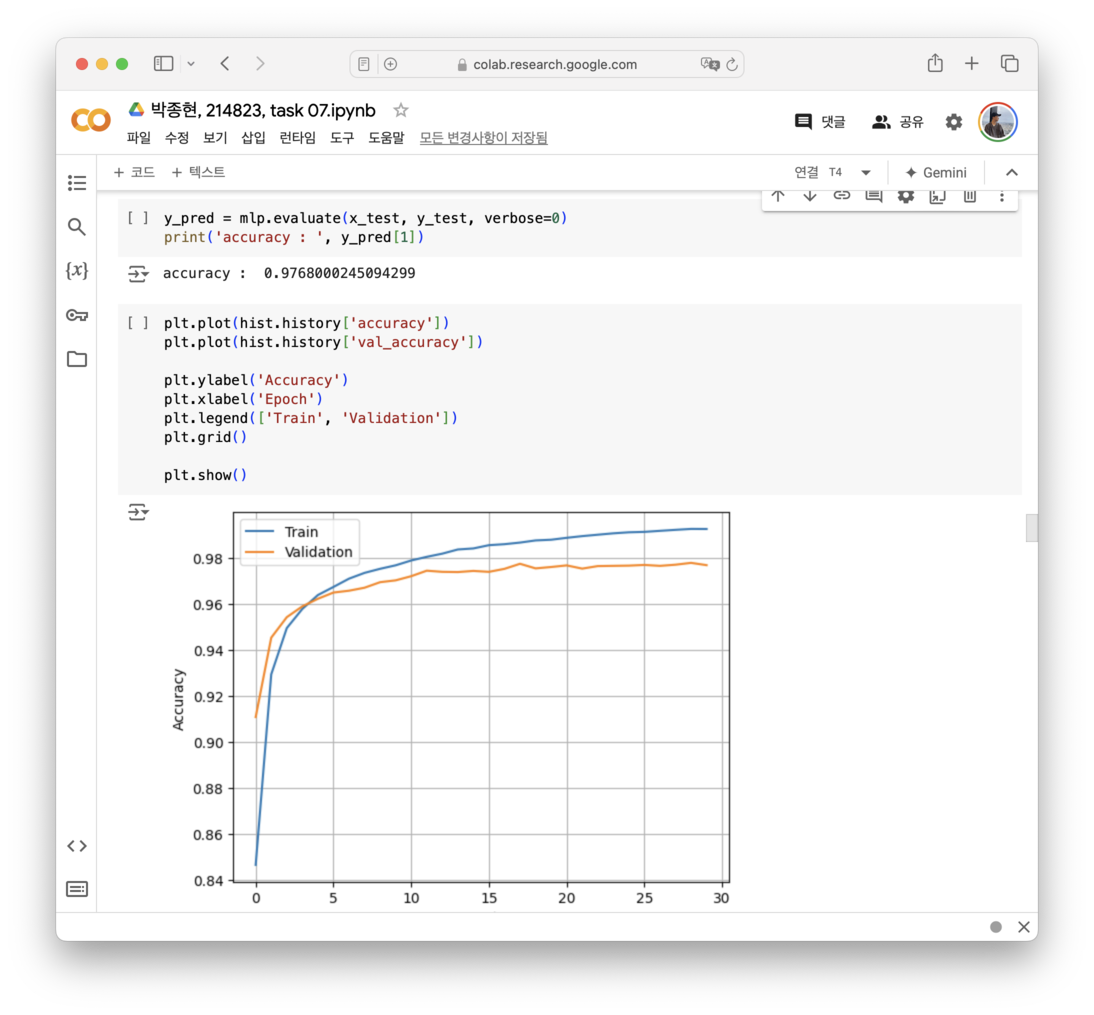 colab.research.google.com
박종현, 214823, task 07.ipynb
댓글 공유
파일 수정 보기 삽입 런타임 도구 도움말 모든 변경사항이 저장됨
+ 코드 + 텍스트 연결 T4 Gemini
[ ] y_pred = mlp.evaluate(x_test, y_test, verbose=0)
print('accuracy : ', y_pred[1])
accuracy :  0.9768000245094299
[ ] plt.plot(hist.history['accuracy'])
plt.plot(hist.history['val_accuracy'])
plt.ylabel('Accuracy')
plt.xlabel('Epoch')
plt.legend(['Train', 'Validation'])
plt.grid()
plt.show()
Train
Validation
0.98
0.96
0.94
0.92
0.90
0.88
0.86
0.84
Accuracy
0 5 10 15 20 25 30
{x}